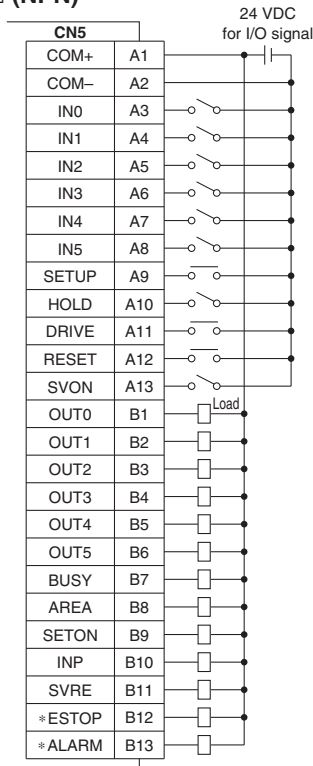 (NPN)
24 VDC
for I/O signal
CN5
COM+ A1
COM– A2
IN0 A3
IN1 A4
IN2 A5
IN3 A6
IN4 A7
IN5 A8
SETUP A9
HOLD A10
DRIVE A11
RESET A12
SVON A13
Load
OUT0 B1
OUT1 B2
OUT2 B3
OUT3 B4
OUT4 B5
OUT5 B6
BUSY B7
AREA B8
SETON B9
INP B10
SVRE B11
∗ESTOP B12
∗ALARM B13